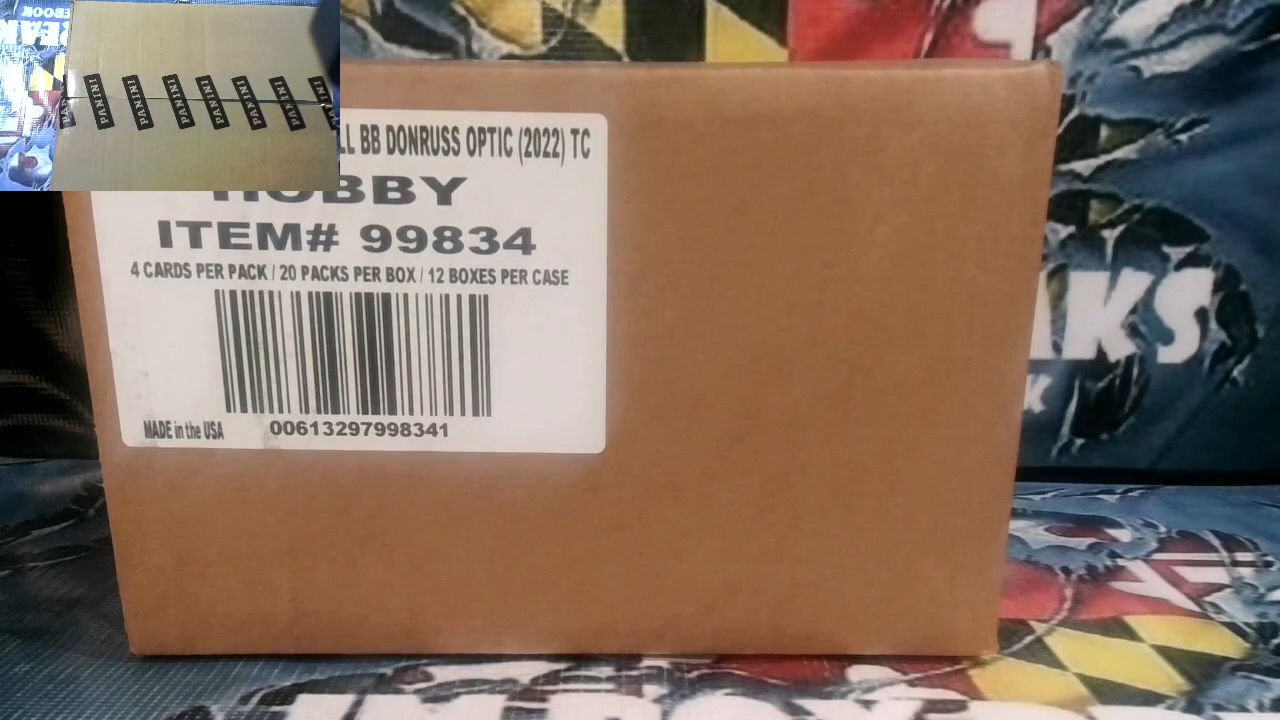 PANINI
PANINI
PANINI
PANINI
PANINI
PANINI
LL BB DONRUSS OPTIC (2022) TC
HOBBY
ITEM# 99834
4 CARDS PER PACK / 20 PACKS PER BOX / 12 BOXES PER CASE
MADE in the USA
00613297998341
AKS
K